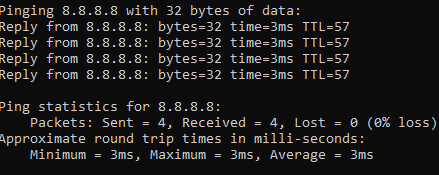 Pinging 8.8.8.8 with 32 bytes of data:
Reply from 8.8.8.8: bytes=32 time=3ms TTL=57
Reply from 8.8.8.8: bytes=32 time=3ms TTL=57
Reply from 8.8.8.8: bytes=32 time=3ms TTL=57
Reply from 8.8.8.8: bytes=32 time=3ms TTL=57
Ping statistics for 8.8.8.8:
Packets: Sent = 4, Received = 4, Lost = 0 (0% loss)
Approximate round trip times in milli-seconds:
Minimum = 3ms, Maximum = 3ms, Average = 3ms